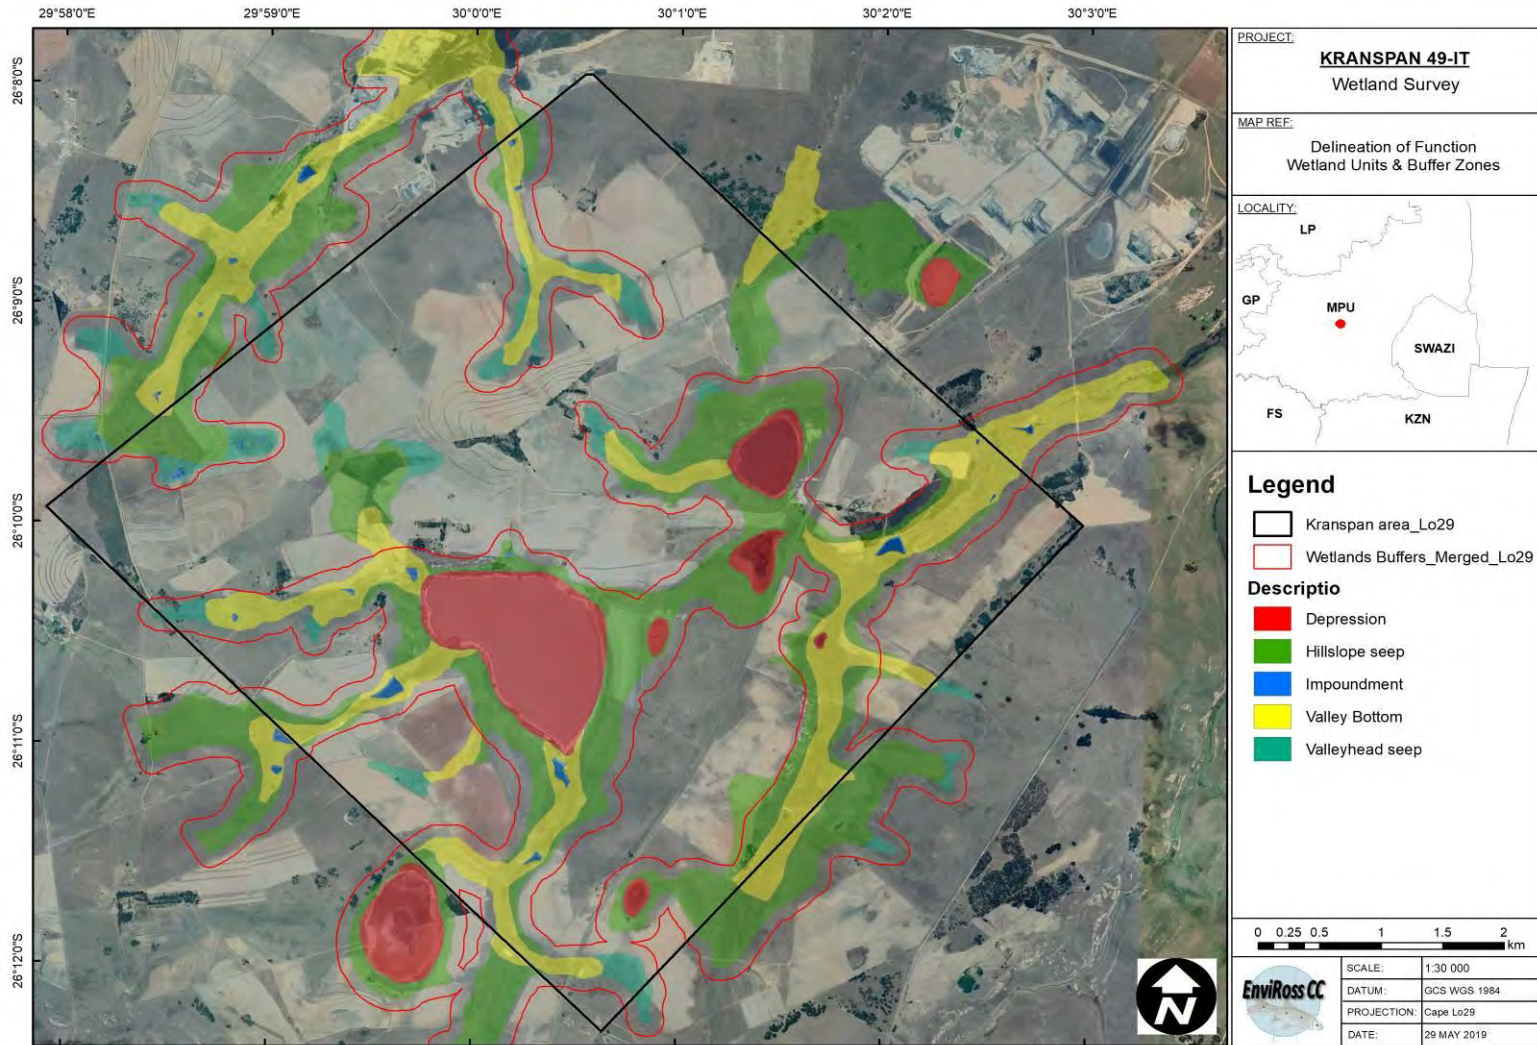 29°58'0"E
29°59'0"E
30°0'0"E
30°1'0"E
30°2'0"E
30°3'0"E
26°8'0"S
26°9'0"S
26°10'0"S
26°11'0"S
26°12'0"S
N
PROJECT:
KRANSPAN 49-IT
Wetland Survey
MAP REF:
Delineation of Function
Wetland Units & Buffer Zones
LOCALITY:
LP
GP
MPU
SWAZI
FS
KZN
Legend
Kranspan area_Lo29
Wetlands Buffers_Merged_Lo29
Descriptio
Depression
Hillslope seep
Impoundment
Valley Bottom
Valleyhead seep
0 0.25 0.5 1 1.5 2
km
EnviRoss CC
SCALE: 1:30 000
DATUM: GCS WGS 1984
PROJECTION: Cape Lo29
DATE: 29 MAY 2019